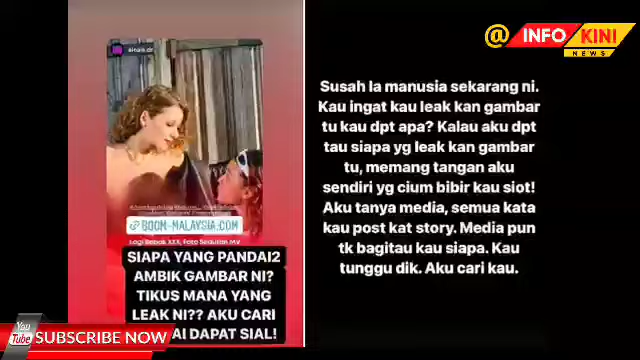 @ INFO KINI
NEWS
BOOM-MALAYSIA.COM
SIAPA YANG PANDAI2
AMBIK GAMBAR NI?
TIKUS MANA YANG
LEAK NI?? AKU CARI
AI DAPAT SIAL!
Susah la manusia sekarang ni.
Kau ingat kau leak kan gambar
tu kau dpt apa? Kalau aku dpt
tau siapa yg leak kan gambar
tu, memang tangan aku
sendiri yg cium bibir kau siot!
Aku tanya media, semua kata
kau post kat story. Media pun
tk bagitau kau siapa. Kau
tunggu dik. Aku cari kau.
You
Tube
SUBSCRIBE NOW